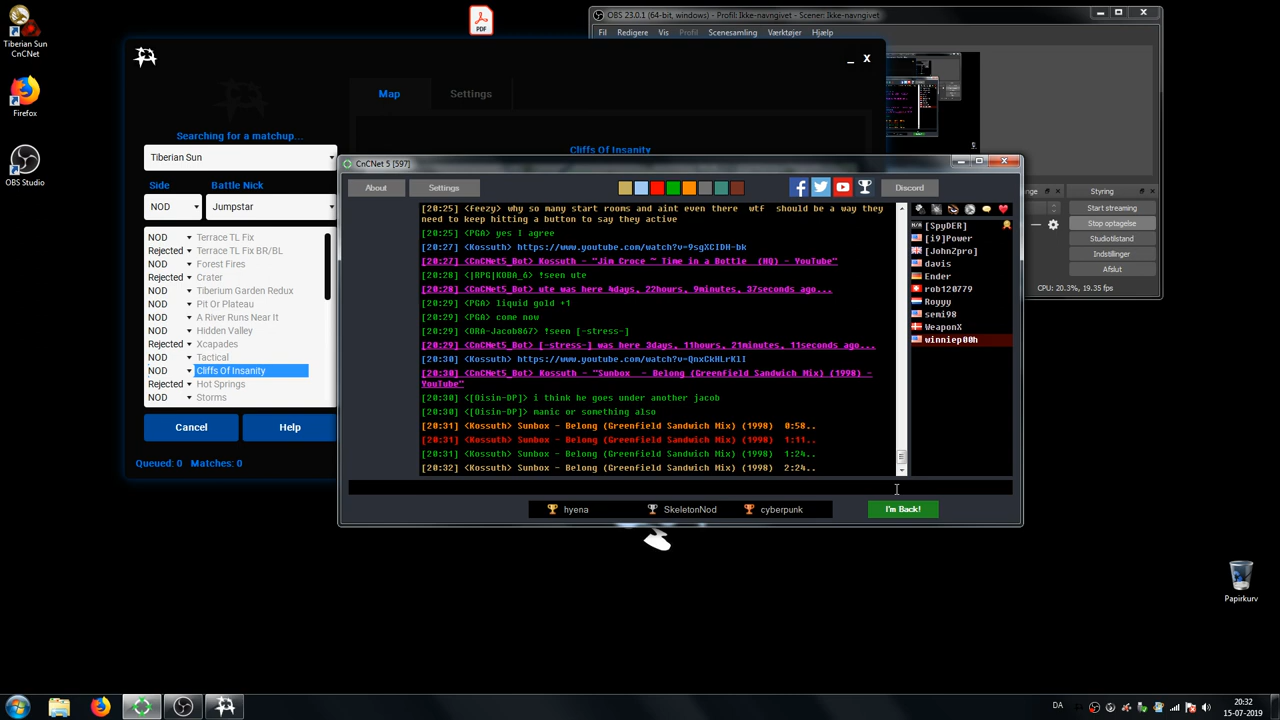 Tiberian Sun
CnCNet
Firefox
OBS Studio
PDF
OBS 23.0.1 (64-bit, windows) - Profil: Ikke-navngivet - Scener: Ikke-navngivet
Fil Redigere Vis Profil Scenesamling Værktøjer Hjælp
Map Settings
Searching for a matchup...
Tiberian Sun
Cliffs Of Insanity
Side Battle Nick
NOD Jumpstar
NOD Terrace TL Fix
Rejected Terrace TL Fix BR/BL
NOD Forest Fires
Rejected Crater
NOD Tiberium Garden Redux
NOD Pit Or Plateau
NOD A River Runs Near It
NOD Hidden Valley
Rejected Xcapades
NOD Tactical
NOD Cliffs Of Insanity
Rejected Hot Springs
NOD Storms
Cancel Help
Queued: 0 Matches: 0
CnCNet 5 [597]
About Settings Discord
[20:25] <Feezy> why so many start rooms and aint even there wtf should be a way they
need to keep hitting a button to say they active
[20:25] <PGA> yes I agree
[20:27] <Kossuth> https://www.youtube.com/watch?v=9sgXCIDH-bk
[20:27] <CnCNet5_Bot> Kossuth - "Jim Croce ~ Time in a Bottle (HQ) - YouTube"
[20:28] <|RPG|KOBA_6> !seen ute
[20:28] <CnCNet5_Bot> ute was here 4days, 22hours, 9minutes, 37seconds ago...
[20:29] <PGA> liquid gold +1
[20:29] <PGA> come now
[20:29] <ORA-Jacob867> !seen [-stress-]
[20:29] <CnCNet5_Bot> [-stress-] was here 3days, 11hours, 21minutes, 11seconds ago...
[20:30] <Kossuth> https://www.youtube.com/watch?v=QnxCkHLrKlI
[20:30] <CnCNet5_Bot> Kossuth - "Sunbox - Belong (Greenfield Sandwich Mix) (1998) -
YouTube"
[20:30] <[Disin-DP]> i think he goes under another jacob
[20:30] <[Disin-DP]> manic or something also
[20:31] <Kossuth> Sunbox - Belong (Greenfield Sandwich Mix) (1998) 0:58..
[20:31] <Kossuth> Sunbox - Belong (Greenfield Sandwich Mix) (1998) 1:11..
[20:31] <Kossuth> Sunbox - Belong (Greenfield Sandwich Mix) (1998) 1:24..
[20:32] <Kossuth> Sunbox - Belong (Greenfield Sandwich Mix) (1998) 2:24..
[SpyDER]
[i9]Power
[John2pro]
davis
Ender
rob120779
Royyy
semi98
WeaponX
winniep00h
hyena SkeletonNod cyberpunk
I'm Back!
Styring
Start streaming
Stop optagelse
Studiotilstand
Indstillinger
Afslut
CPU: 20.3%, 19.35 fps
Papirkurv
DA
20:32
15-07-2019